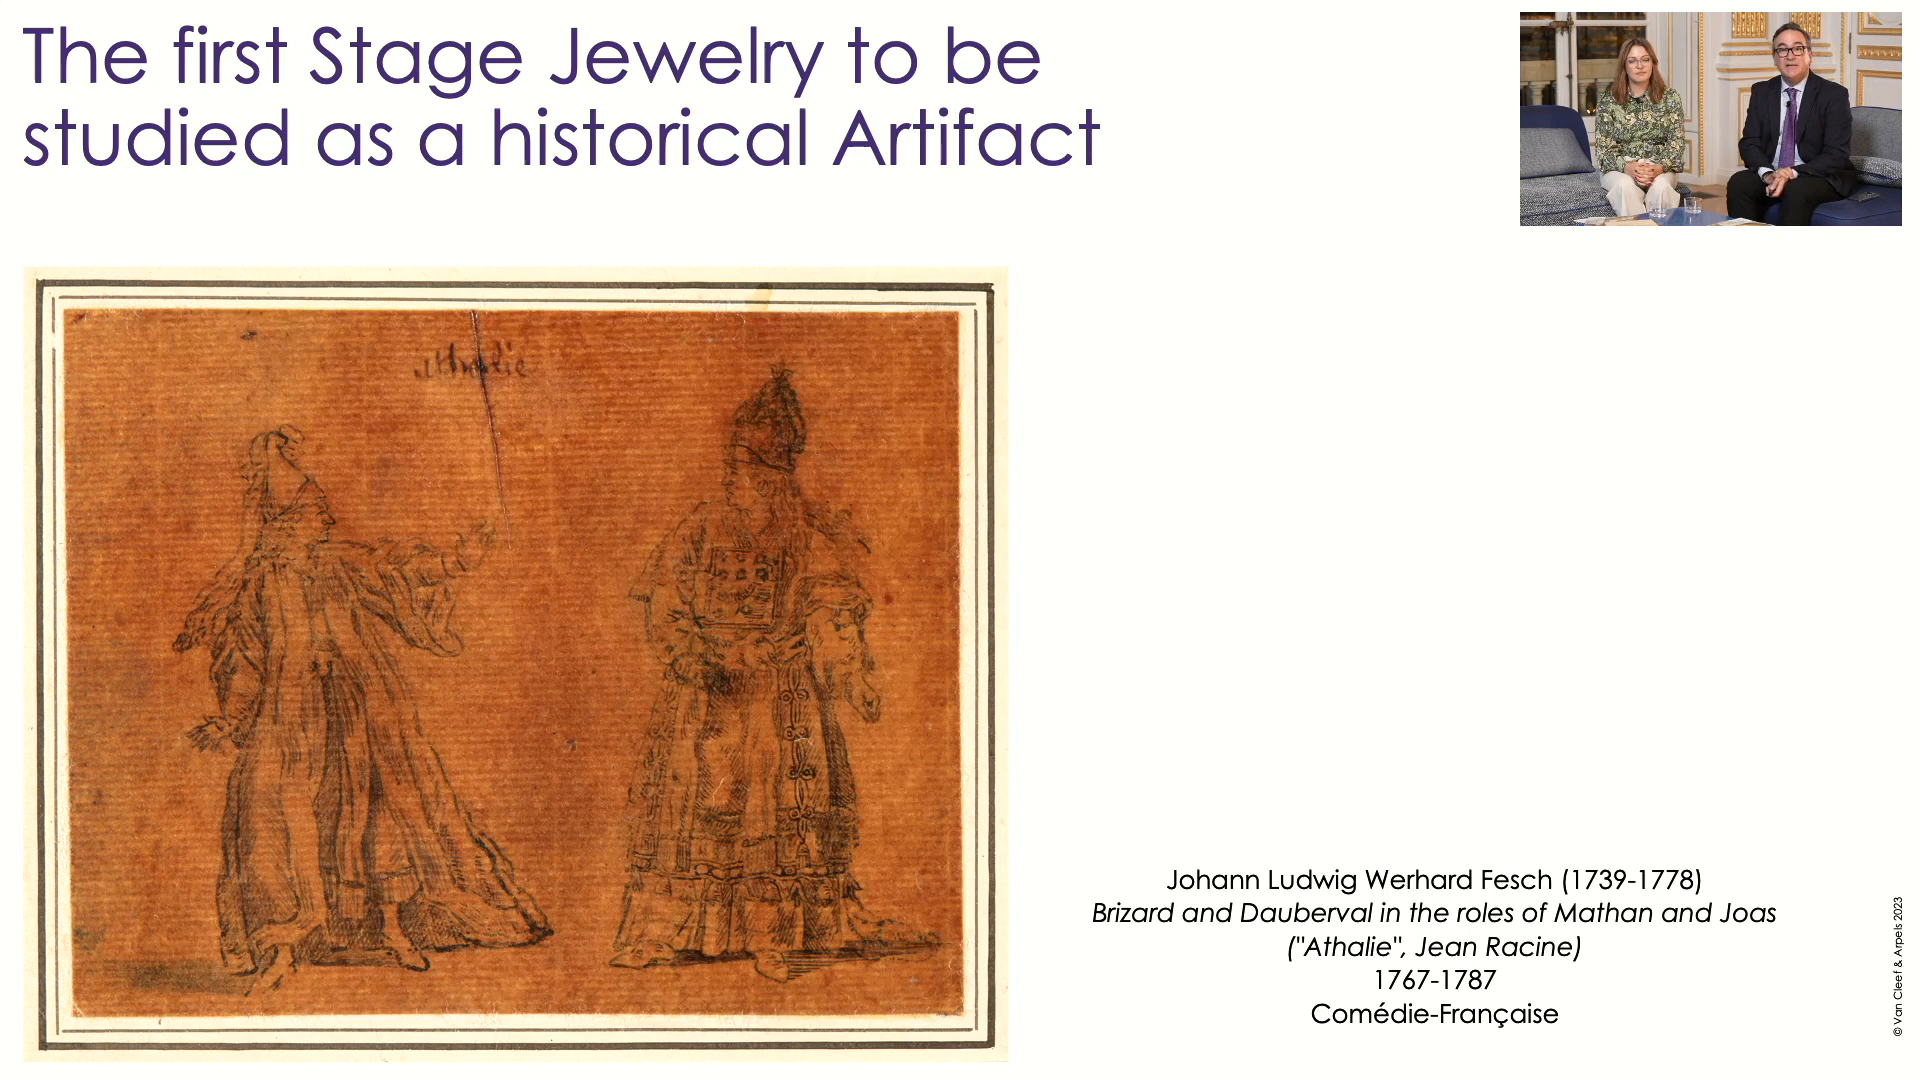 The first Stage Jewelry to be
studied as a historical Artifact
athalie
Johann Ludwig Werhard Fesch (1739-1778)
Brizard and Dauberval in the roles of Mathan and Joas
("Athalie", Jean Racine)
1767-1787
Comédie-Française
© Van Cleef & Arpels 2023